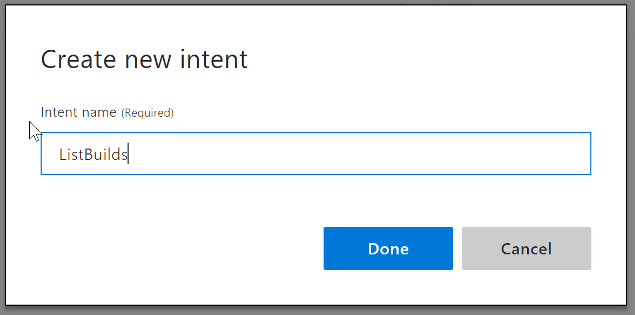 Create new intent
Intent name (Required)
ListBuilds
Done Cancel